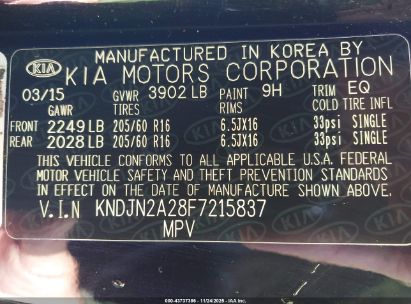 MANUFACTURED IN KOREA BY
KIA KIA MOTORS CORPORATION
03/15 GVWR 3902 LB PAINT 9H TRIM EQ
GAWR TIRES RIMS COLD TIRE INFL
FRONT 2249 LB 205/60 R16 6.5JX16 33psi SINGLE
REAR 2028 LB 205/60 R16 6.5JX16 33psi SINGLE
THIS VEHICLE CONFORMS TO ALL APPLICABLE U.S.A. FEDERAL
MOTOR VEHICLE SAFETY AND THEFT PREVENTION STANDARDS
IN EFFECT ON THE DATE OF MANUFACTURE SHOWN ABOVE.
V.I.N KNDJN2A28F7215837
MPV